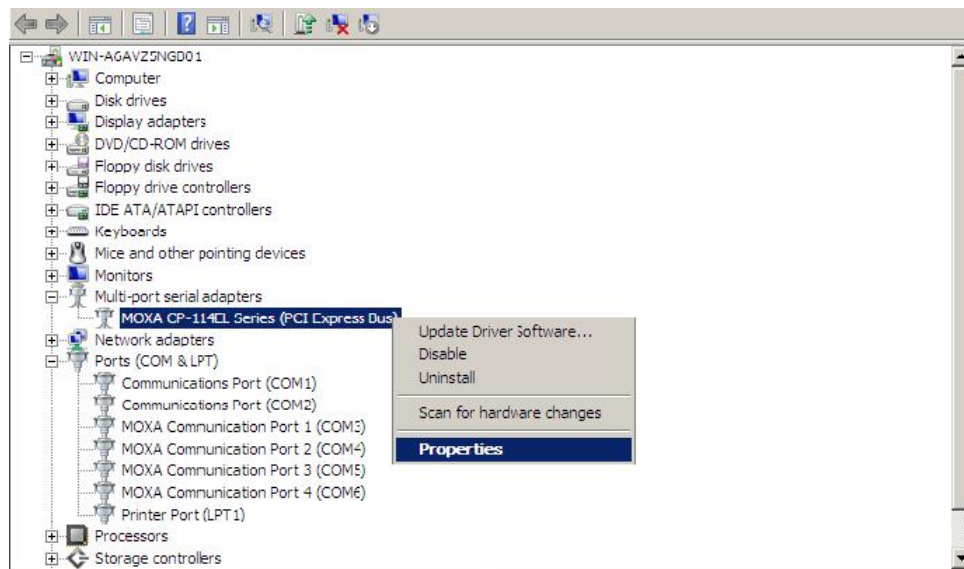 WIN-AGAVZ5NGD01
Computer
Disk drives
Display adapters
DVD/CD-ROM drives
Floppy disk drives
Floppy drive controllers
IDE ATA/ATAPI controllers
Keyboards
Mice and other pointing devices
Monitors
Multi-port serial adapters
MOXA CP-114EL Series (PCI Express Bus)
Network adapters
Ports (COM & LPT)
Communications Port (COM1)
Communications Port (COM2)
MOXA Communication Port 1 (COM3)
MOXA Communication Port 2 (COM4)
MOXA Communication Port 3 (COM5)
MOXA Communication Port 4 (COM6)
Printer Port (LPT1)
Processors
Storage controllers
Update Driver Software...
Disable
Uninstall
Scan for hardware changes
Properties